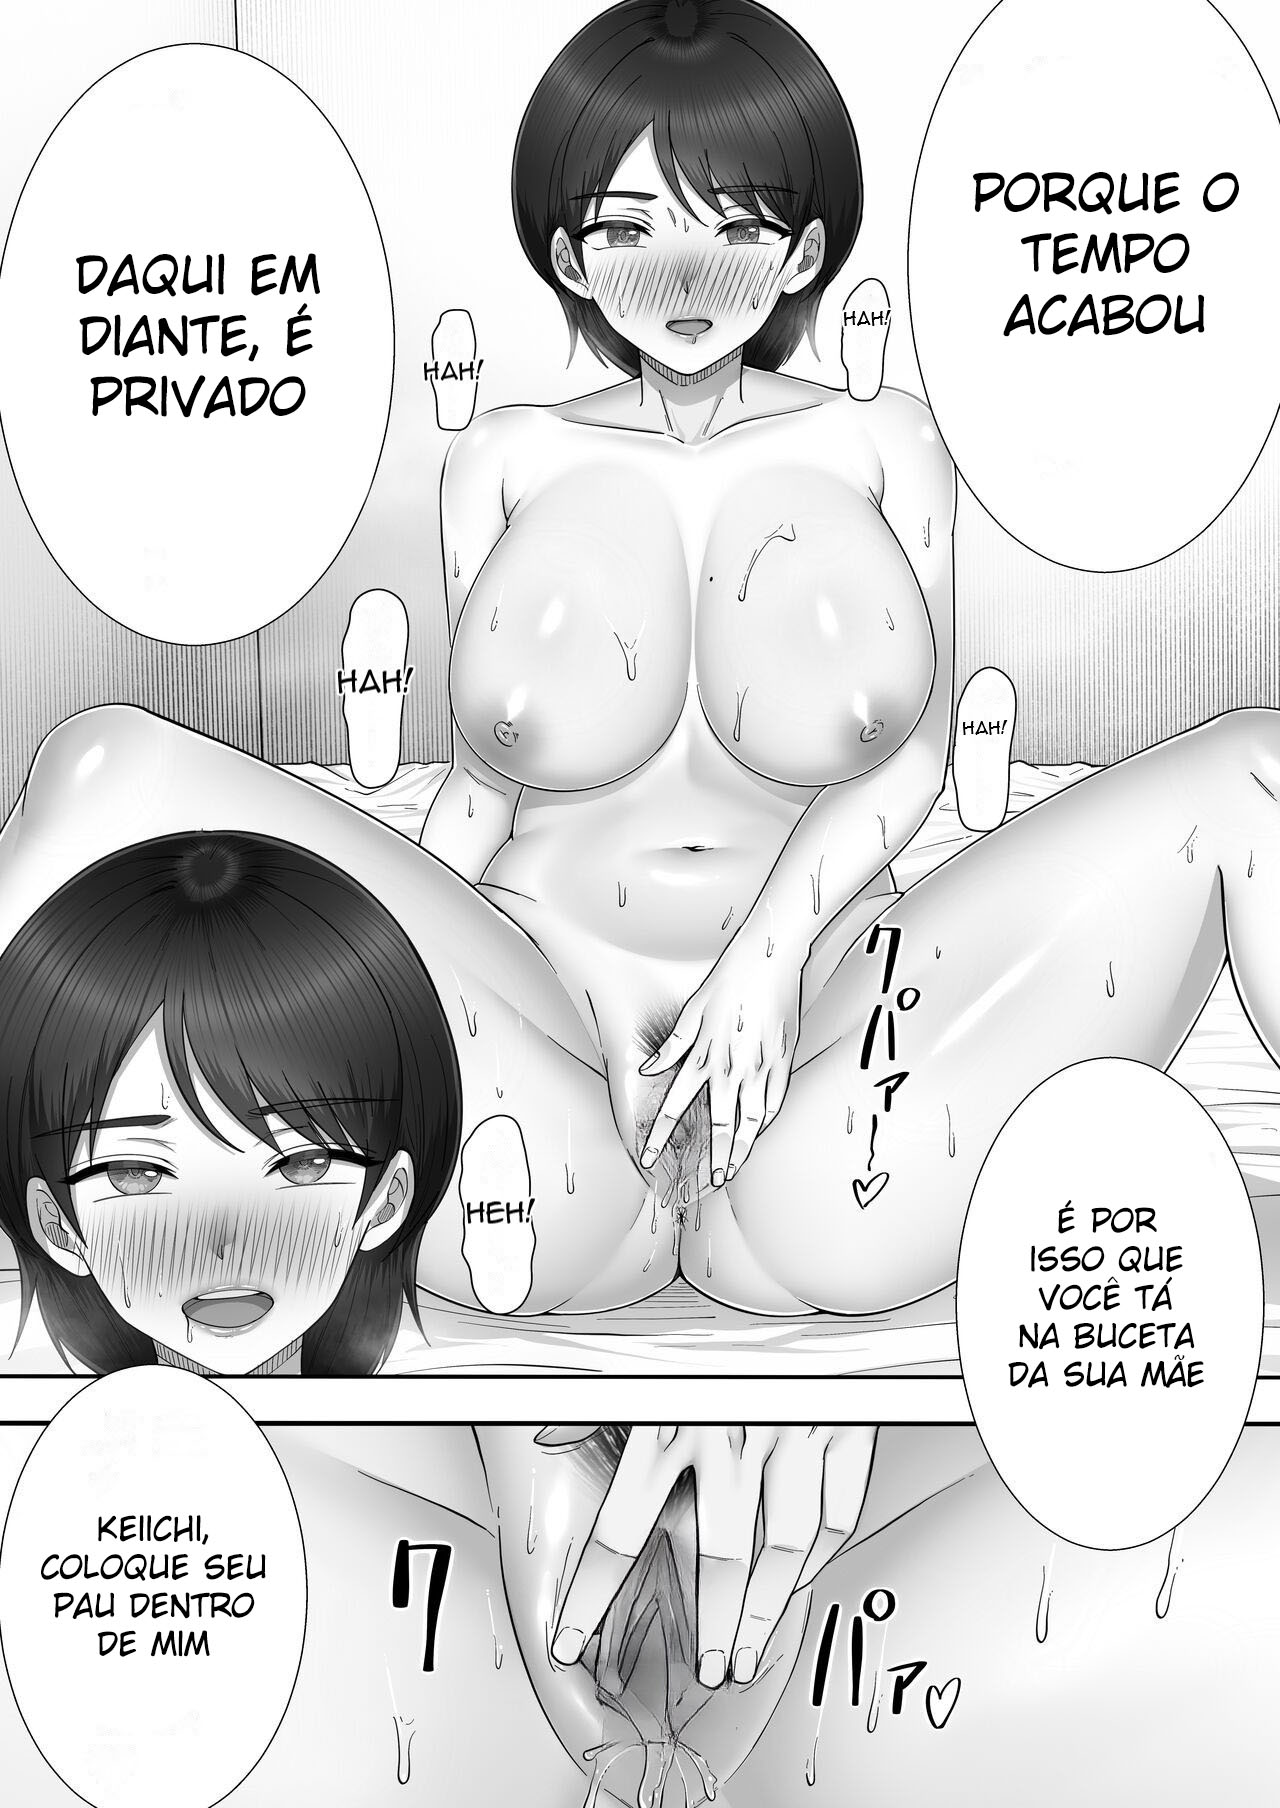 PORQUE O
TEMPO
ACABOU
DAQUI EM
DIANTE, É
PRIVADO
HAH!
HAH!
HAH!
HAH!
クパァー♡
HEH!
É POR
ISSO QUE
VOCÊ TÁ
NA BUCETA
DA SUA MÃE
KEIICHI,
COLOQUE SEU
PAU DENTRO
DE MIM
クパァ♡